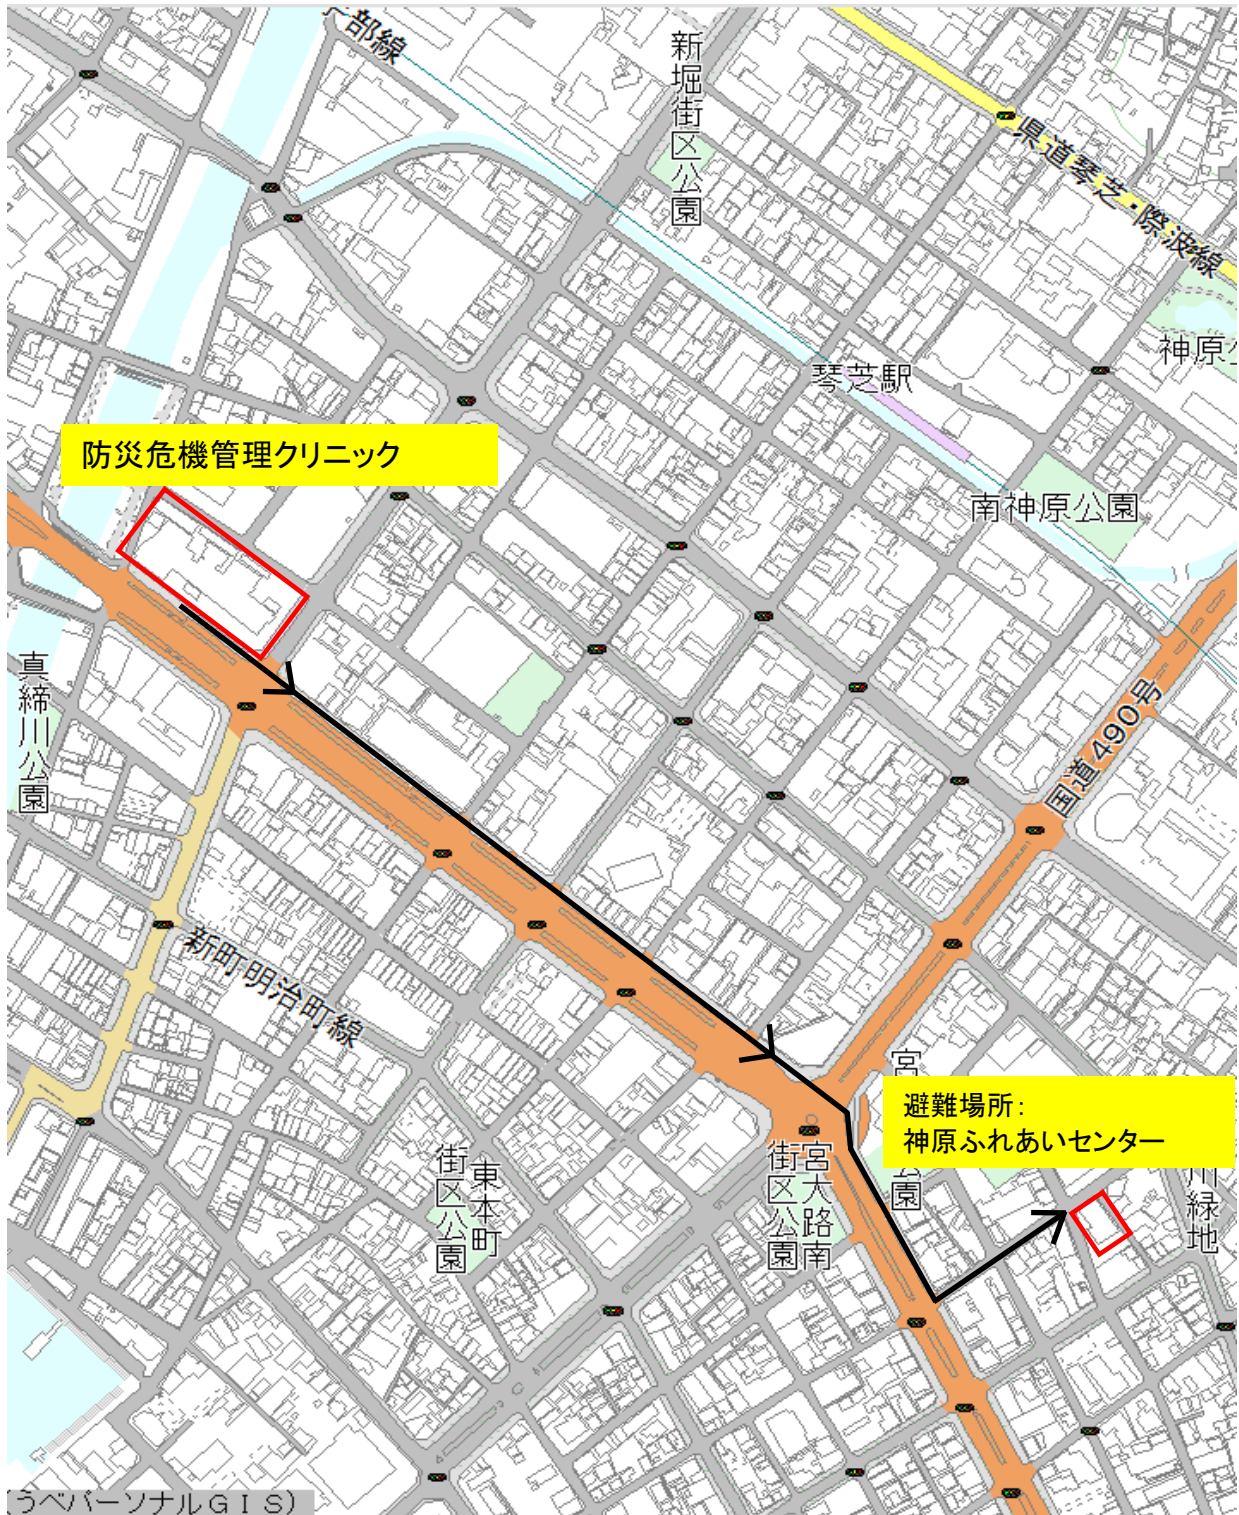 部線
新堀街区公園
県道琴芝・際波線
神原公
琴芝駅
防災危機管理クリニック
南神原公園
真締川公園
国道490号
新町明治町線
宮
避難場所：
神原ふれあいセンター
公園
東本町
街区公園
宮大路南
街区公園
川緑地
うべパーソナルＧＩＳ）